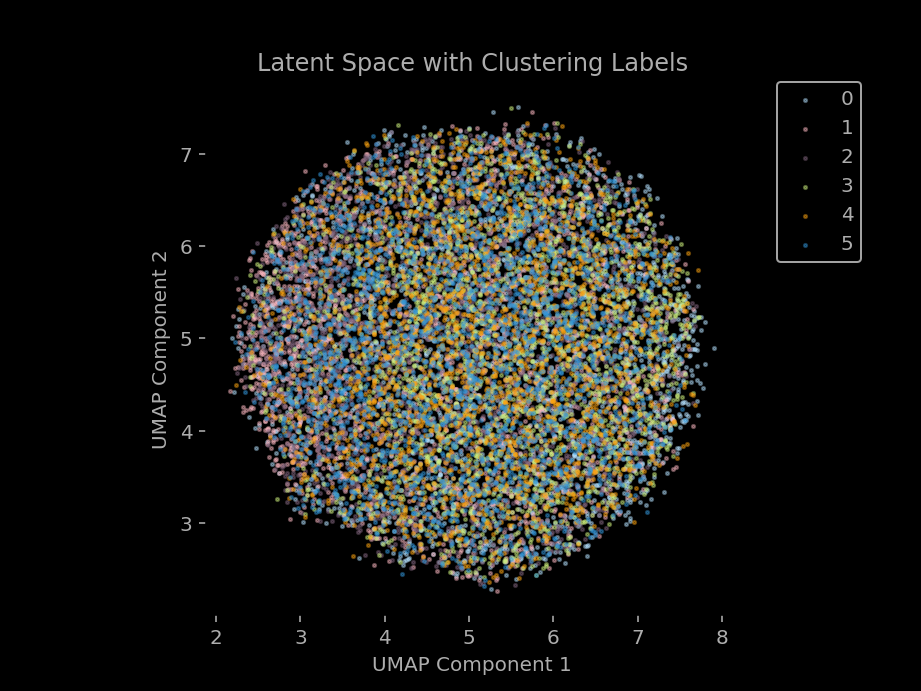 Latent Space with Clustering Labels
0
1
2
3
4
5
7
6
5
4
3
UMAP Component 2
2 3 4 5 6 7 8
UMAP Component 1